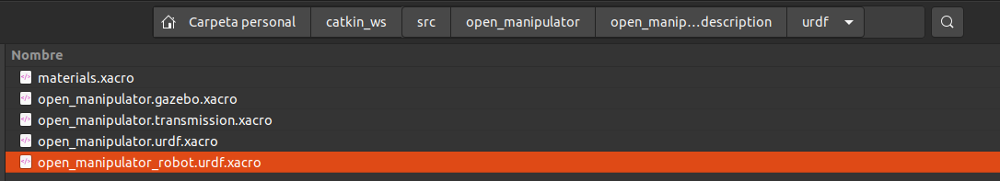 Carpeta personal catkin_ws src open_manipulator open_manip...description urdf
Nombre
materials.xacro
open_manipulator.gazebo.xacro
open_manipulator.transmission.xacro
open_manipulator.urdf.xacro
open_manipulator_robot.urdf.xacro